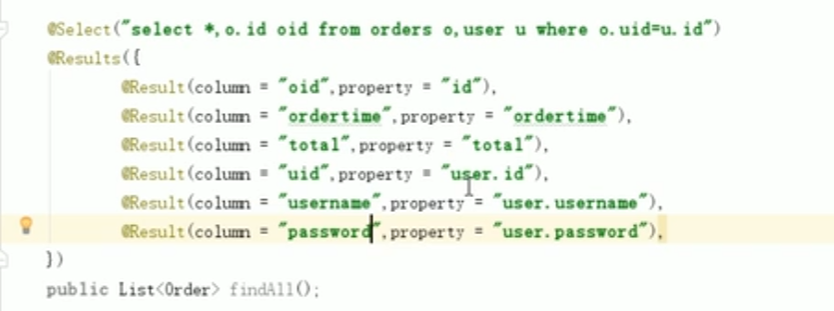 @Select("select *,o.id oid from orders o,user u where o.uid=u.id")
@Results({
@Result(column = "oid",property = "id"),
@Result(column = "ordertime",property = "ordertime"),
@Result(column = "total",property = "total"),
@Result(column = "uid",property = "user.id"),
@Result(column = "username",property = "user.username"),
@Result(column = "password",property = "user.password"),
})
public List<Order> findAll();